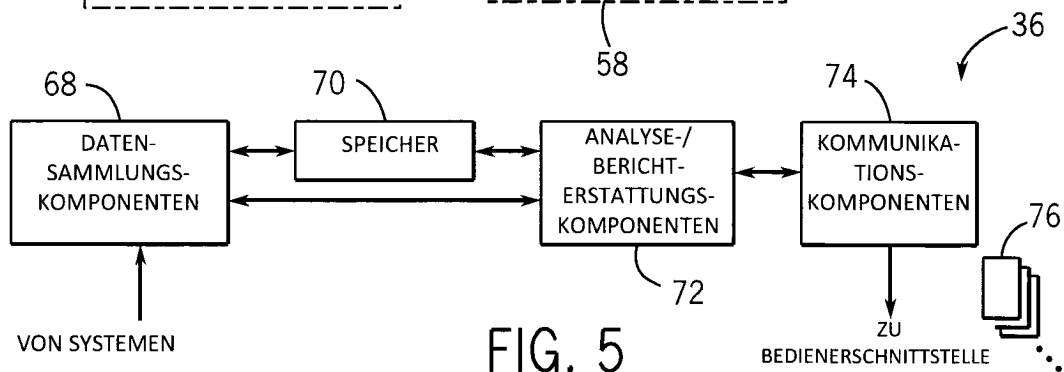 58
36
68
70
74
DATEN-
SAMMLUNGS-
KOMPONENTEN
SPEICHER
ANALYSE-/
BERICHT-
ERSTATTUNGS-
KOMPONENTEN
KOMMUNIKA-
TIONS-
KOMPONENTEN
76
72
VON SYSTEMEN
ZU
BEDIENERSCHNITTSTELLE
FIG. 5